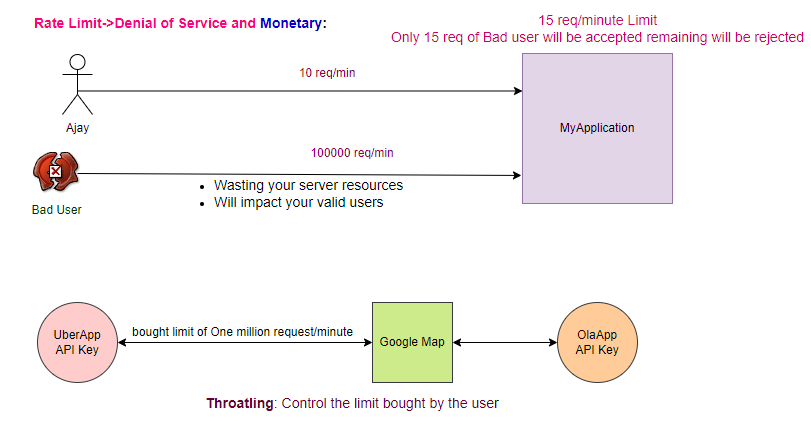 Rate Limit->Denial of Service and Monetary:
15 req/minute Limit
Only 15 req of Bad user will be accepted remaining will be rejected
10 req/min
Ajay
MyApplication
100000 req/min
Wasting your server resources
Will impact your valid users
Bad User
UberApp
API Key
bought limit of One million request/minute
Google Map
OlaApp
API Key
Throatling: Control the limit bought by the user